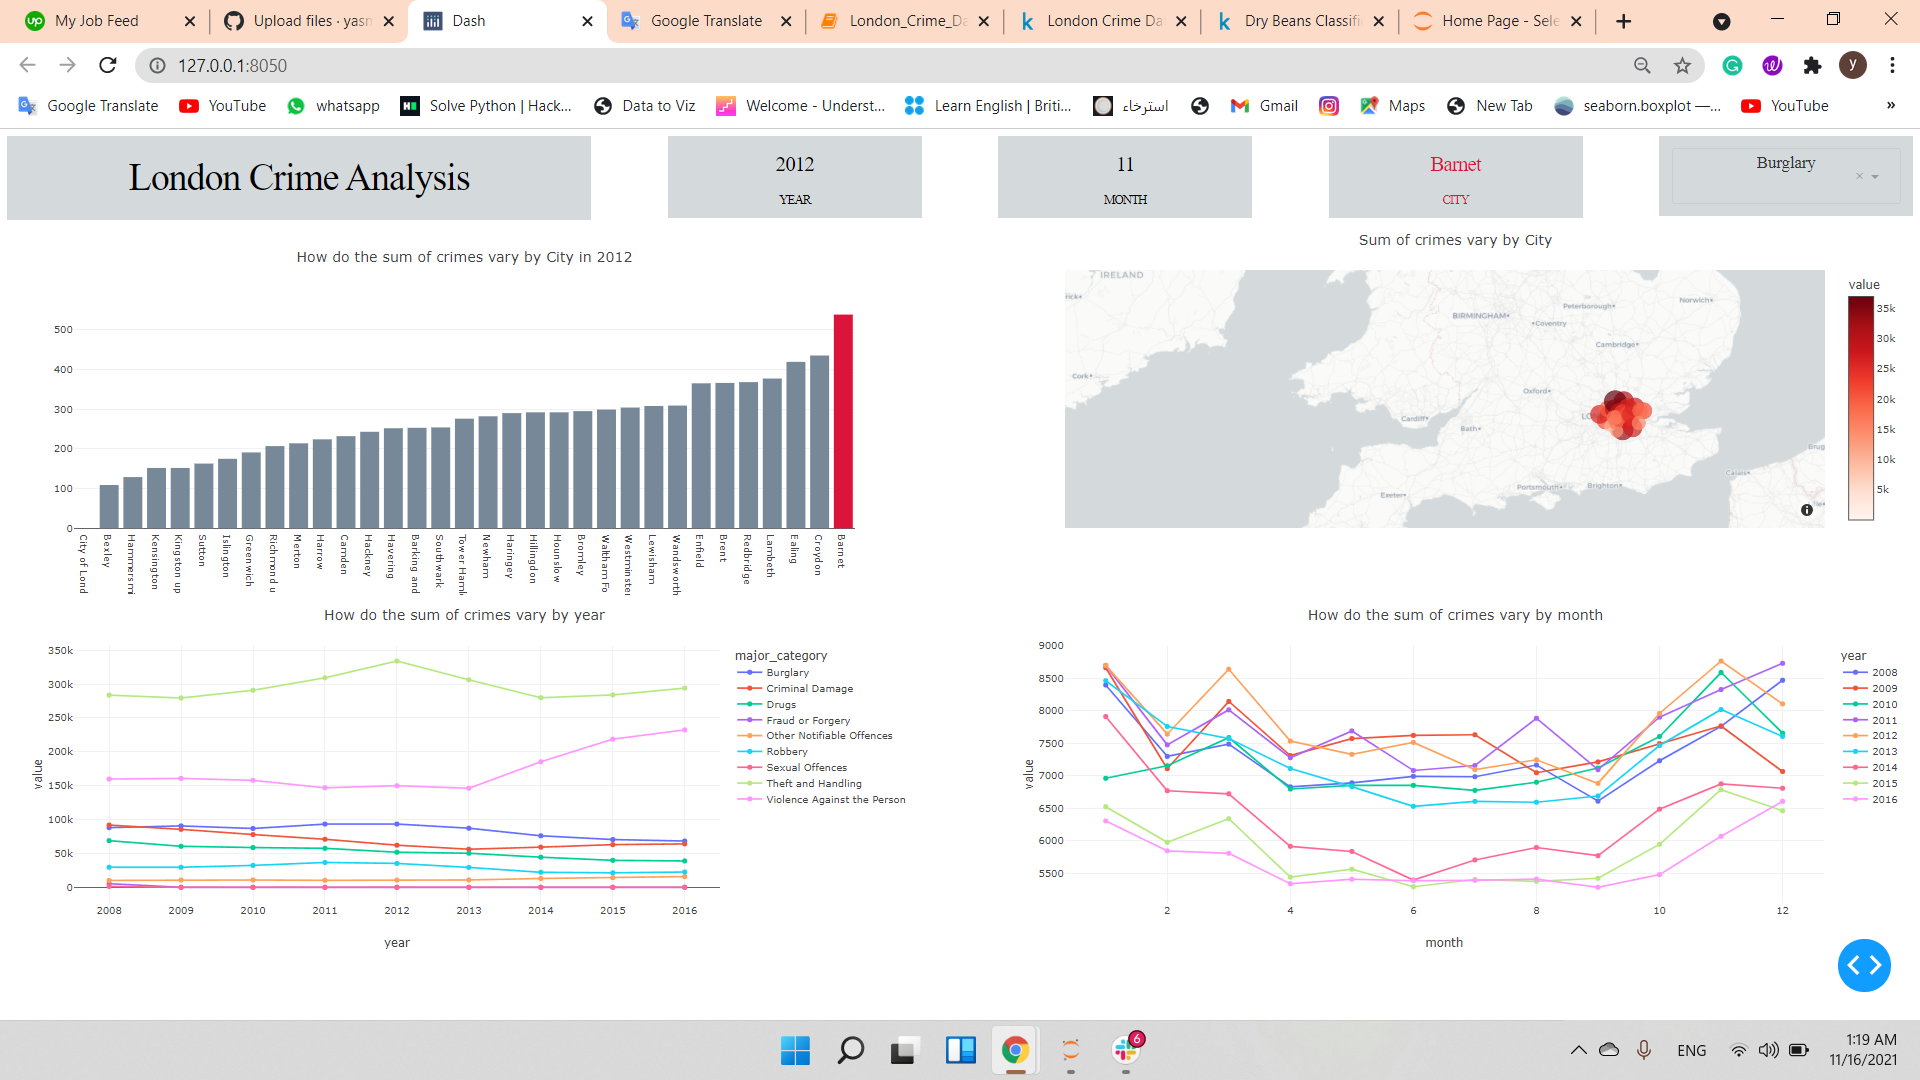 My Job Feed
Upload files · yasm
Dash
Google Translate
London_Crime_Da
London Crime Da
Dry Beans Classifi
Home Page - Sele
127.0.0.1:8050
y
Google Translate
YouTube
whatsapp
Solve Python | Hack...
Data to Viz
Welcome - Underst...
Learn English | Briti...
استرخاء
Gmail
Maps
New Tab
seaborn.boxplot —...
YouTube
»
London Crime Analysis
2012
YEAR
11
MONTH
Barnet
CITY
Burglary
How do the sum of crimes vary by City in 2012
500
400
300
200
100
0
City of Lond
Bexley
Hammersmi
Kensington
Kingston up
Sutton
Islington
Greenwich
Richmond u
Merton
Harrow
Camden
Hackney
Havering
Barking and
Southwark
Tower Haml
Newham
Haringey
Hillingdon
Hounslow
Bromley
Waltham Fo
Westminster
Lewisham
Wandsworth
Enfield
Brent
Redbridge
Lambeth
Ealing
Croydon
Barnet
Sum of crimes vary by City
IRELAND
Cork
BIRMINGHAM
Coventry
Peterborough
Norwich
Cambridge
Oxford
Cardiff
Bath
Exeter
Portsmouth
Brighton
Calais
Brug
value
35k
30k
25k
20k
15k
10k
5k
How do the sum of crimes vary by year
350k
300k
250k
200k
150k
100k
50k
0
value
2008
2009
2010
2011
2012
2013
2014
2015
2016
year
major_category
Burglary
Criminal Damage
Drugs
Fraud or Forgery
Other Notifiable Offences
Robbery
Sexual Offences
Theft and Handling
Violence Against the Person
How do the sum of crimes vary by month
9000
8500
8000
7500
7000
6500
6000
5500
value
2
4
6
8
10
12
month
year
2008
2009
2010
2011
2012
2013
2014
2015
2016
6
ENG
1:19 AM
11/16/2021